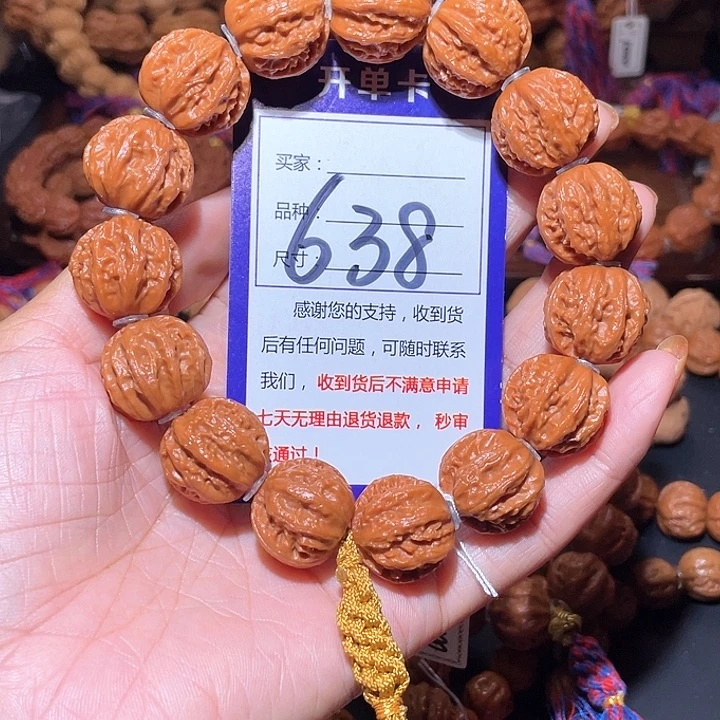 开单卡
买家：
品种：
638
尺寸：
感谢您的支持，收到货
后有任何问题，可随时联系
我们，收到货后不满意申请
七天无理由退货退款，秒审
通过！